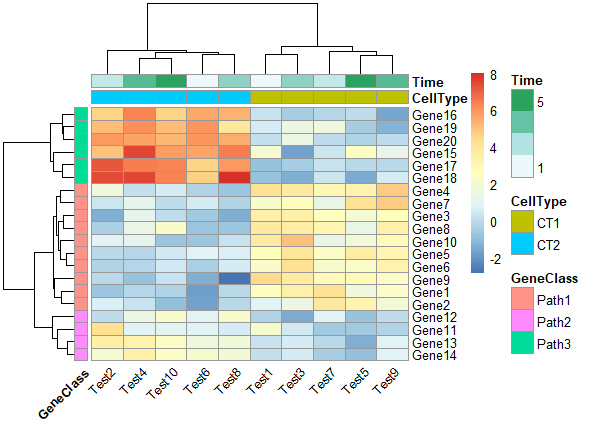 Time
CellType
Gene16
Gene19
Gene20
Gene15
Gene17
Gene18
Gene4
Gene7
Gene3
Gene8
Gene10
Gene5
Gene6
Gene9
Gene1
Gene2
Gene12
Gene11
Gene13
Gene14
GeneClass
Test2
Test4
Test10
Test6
Test8
Test1
Test3
Test7
Test5
Test9
8
6
4
2
0
-2
Time
5
1
CellType
CT1
CT2
GeneClass
Path1
Path2
Path3